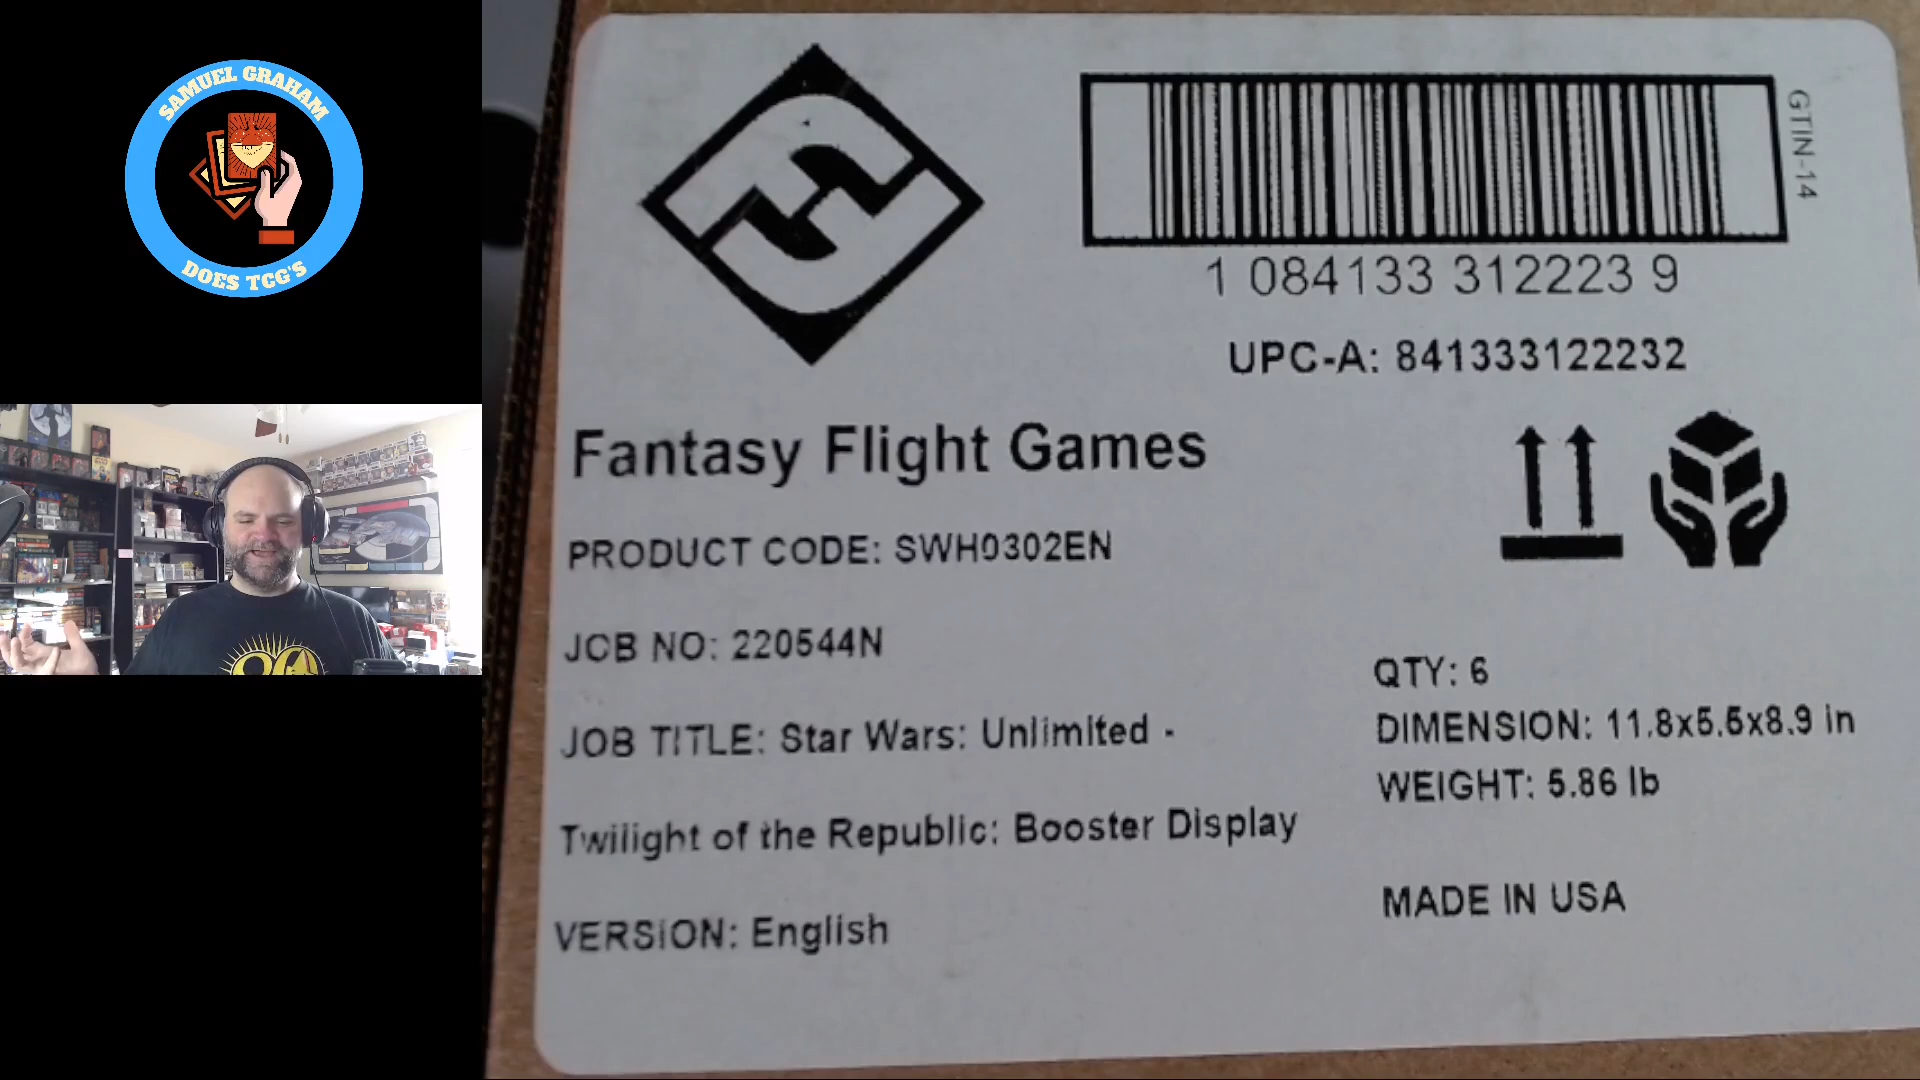 SAMUEL GRAHAM
DOES TCG'S
GTIN-14
1 084133 312223 9
UPC-A: 841333122232
Fantasy Flight Games
PRODUCT CODE: SWH0302EN
JOB NO: 220544N
QTY: 6
JOB TITLE: Star Wars: Unlimited -
DIMENSION: 11.8x5.5x8.9 in
WEIGHT: 5.86 lb
Twilight of the Republic: Booster Display
MADE IN USA
VERSION: English